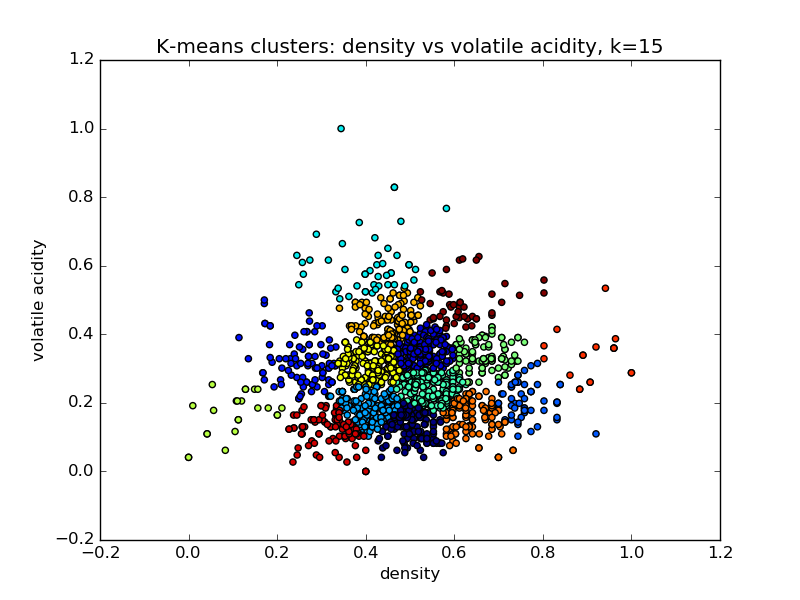 K-means clusters: density vs volatile acidity, k=15
1.2
1.0
0.8
0.6
0.4
0.2
0.0
−0.2
volatile acidity
−0.2 0.0 0.2 0.4 0.6 0.8 1.0 1.2
density